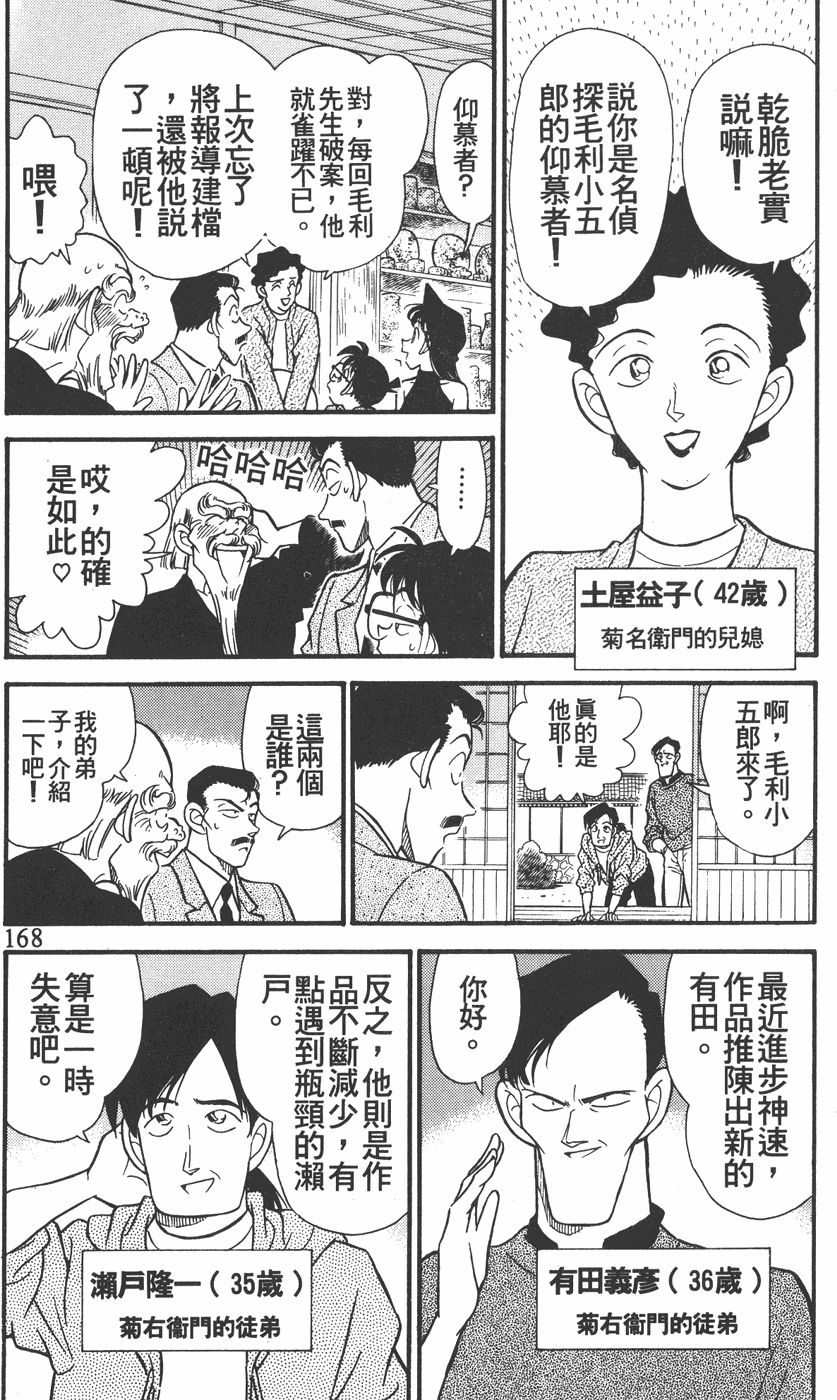 乾脆老實
說嘛！
說你是名偵
探毛利小五
郎的仰慕者！
土屋益子（42歲）
菊名衛門的兒媳
仰慕者？
對，每回毛利
先生破案，他
就雀躍不已。
上次忘了
將報導建檔
，還被他說
了一頓呢！
喂！
……
哈哈哈
哎，的確
是如此♡
啊，毛利小
五郎來了。
眞的是
他耶！
這兩個
是誰？
我的弟
子，介紹
一下吧！
168
最近進步神速，
作品推陳出新的
有田。
你好。
有田義彥（36歲）
菊右衞門的徒弟
反之，他則是作
品不斷減少，有
點遇到瓶頸的瀨
戶。
算是一時
失意吧。
瀨戶隆一（35歲）
菊右衞門的徒弟